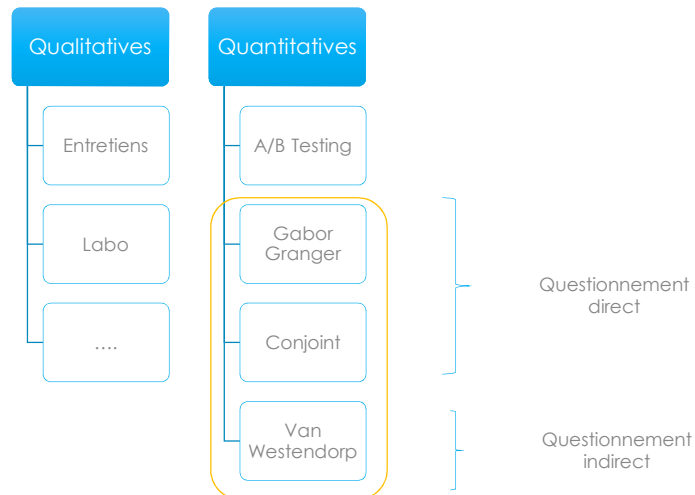 Qualitatives
Entretiens
Labo
....
Quantitatives
A/B Testing
Gabor
Granger
Conjoint
Van
Westendorp
Questionnement
direct
Questionnement
indirect